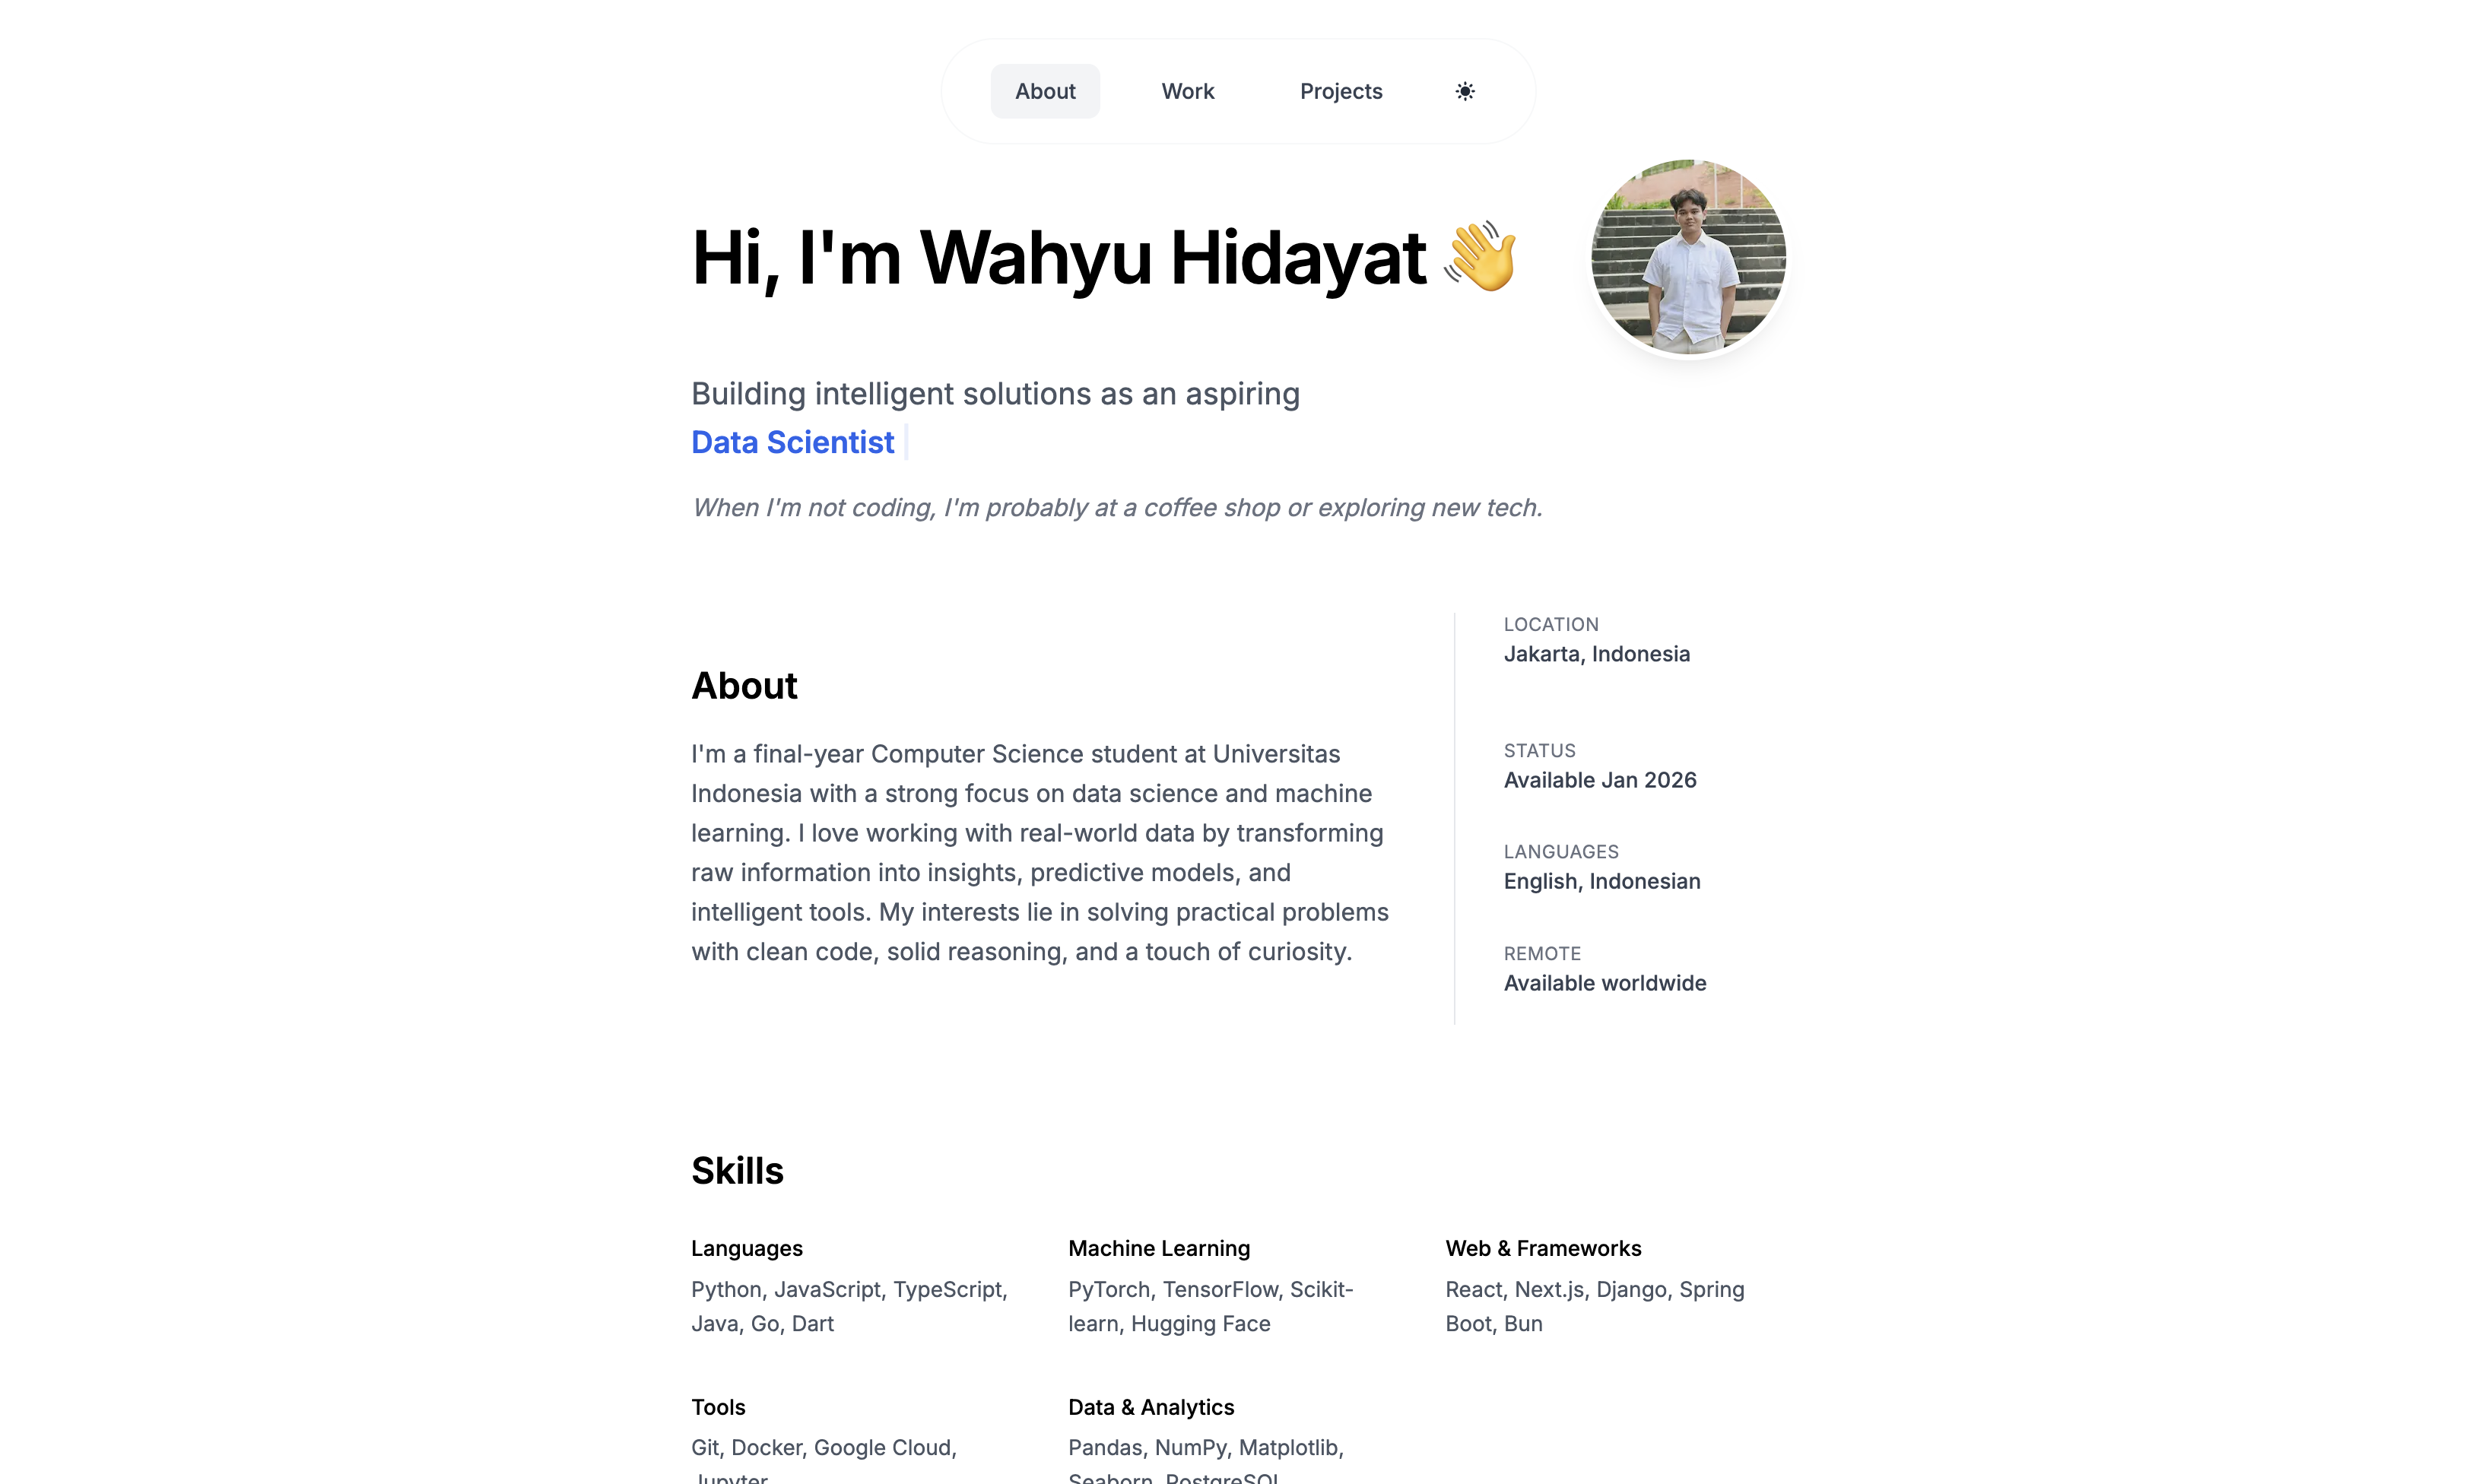 About
Work
Projects
Hi, I'm Wahyu Hidayat 👋
Building intelligent solutions as an aspiring
Data Scientist
When I'm not coding, I'm probably at a coffee shop or exploring new tech.
About
I'm a final-year Computer Science student at Universitas
Indonesia with a strong focus on data science and machine
learning. I love working with real-world data by transforming
raw information into insights, predictive models, and
intelligent tools. My interests lie in solving practical problems
with clean code, solid reasoning, and a touch of curiosity.
LOCATION
Jakarta, Indonesia
STATUS
Available Jan 2026
LANGUAGES
English, Indonesian
REMOTE
Available worldwide
Skills
Languages
Python, JavaScript, TypeScript,
Java, Go, Dart
Machine Learning
PyTorch, TensorFlow, Scikit-
learn, Hugging Face
Web & Frameworks
React, Next.js, Django, Spring
Boot, Bun
Tools
Git, Docker, Google Cloud,
Jupyter
Data & Analytics
Pandas, NumPy, Matplotlib,
Seaborn, PostgreSQL